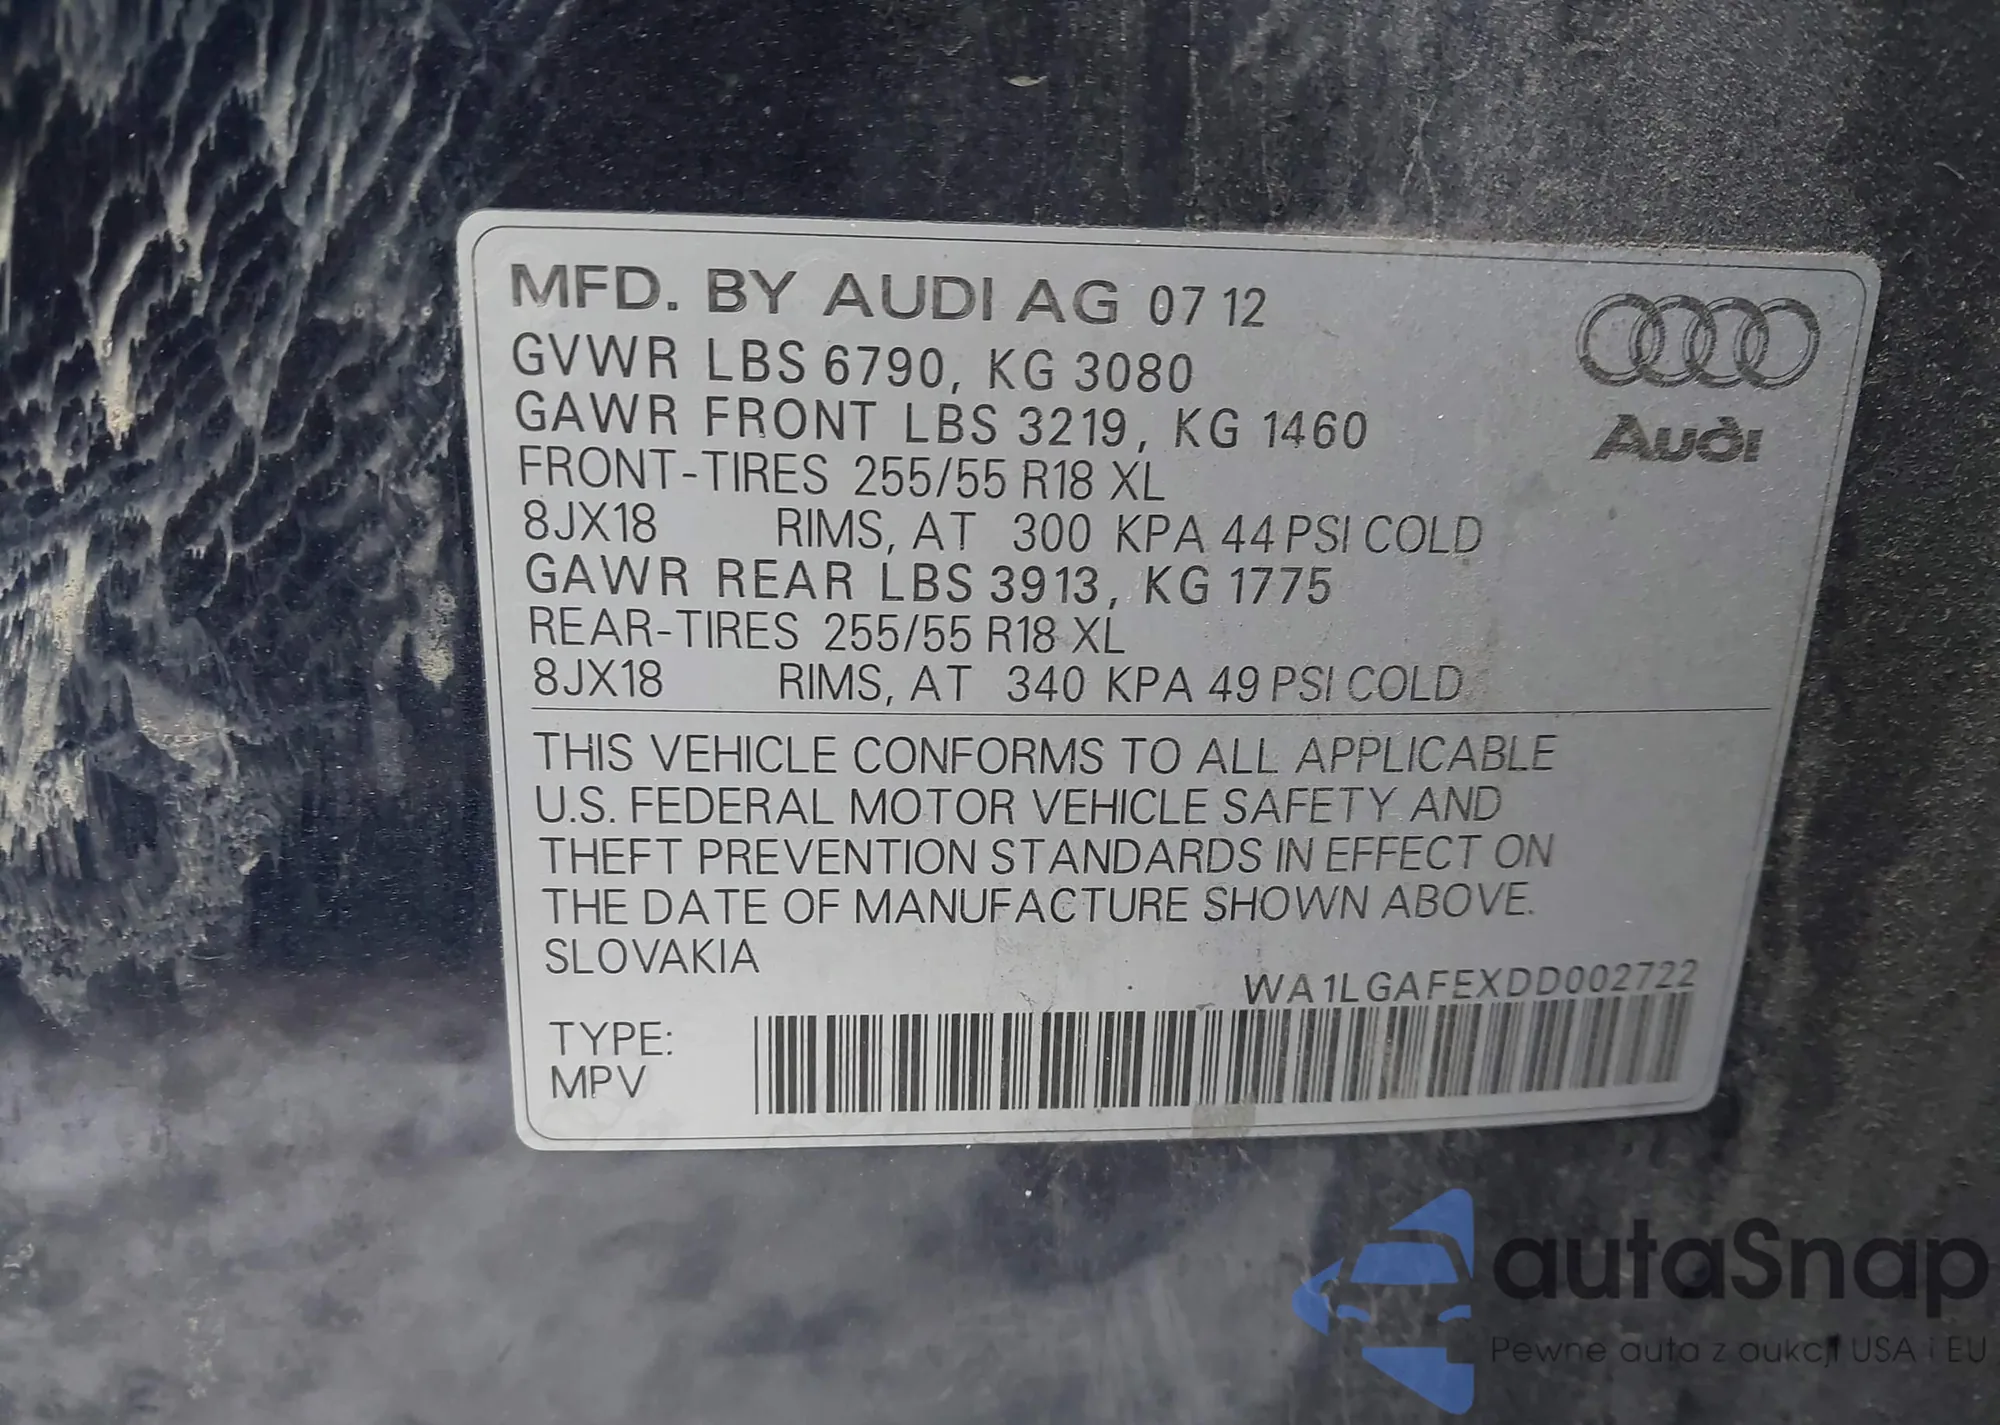 MFD. BY AUDI AG 07 12
GVWR LBS 6790, KG 3080
GAWR FRONT LBS 3219, KG 1460
FRONT-TIRES 255/55 R18 XL
8JX18 RIMS, AT 300 KPA 44 PSI COLD
GAWR REAR LBS 3913, KG 1775
REAR-TIRES 255/55 R18 XL
8JX18 RIMS, AT 340 KPA 49 PSI COLD
Audi
THIS VEHICLE CONFORMS TO ALL APPLICABLE
U.S. FEDERAL MOTOR VEHICLE SAFETY AND
THEFT PREVENTION STANDARDS IN EFFECT ON
THE DATE OF MANUFACTURE SHOWN ABOVE.
SLOVAKIA
WA1LGAFEXDD002722
TYPE:
MPV
autaSnap
Pewne auta z aukcji USA i EU